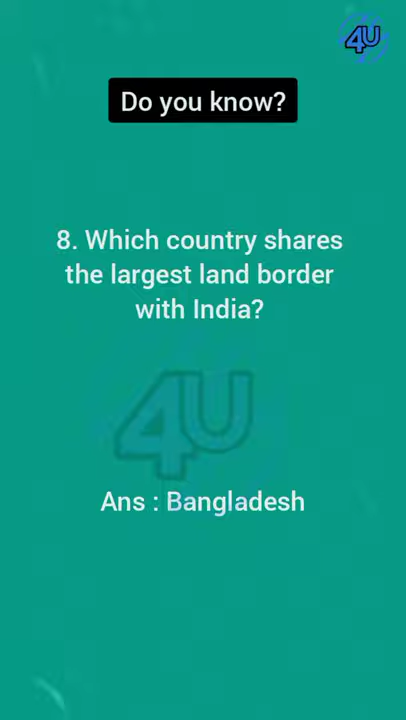 4U
Do you know?
8. Which country shares
the largest land border
with India?
4U
Ans : Bangladesh